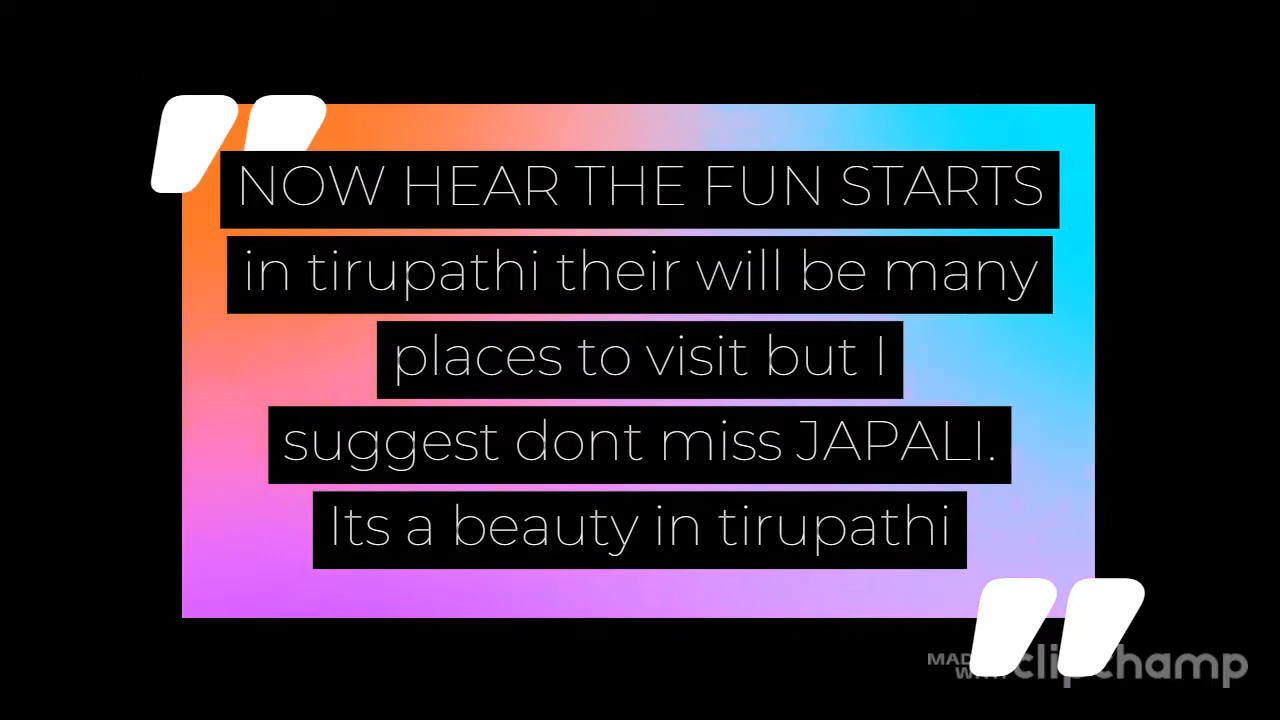 NOW HEAR THE FUN STARTS
in tirupathi their will be many
places to visit but I
suggest dont miss JAPALI.
Its a beauty in tirupathi
MADE
WITH
clipchamp